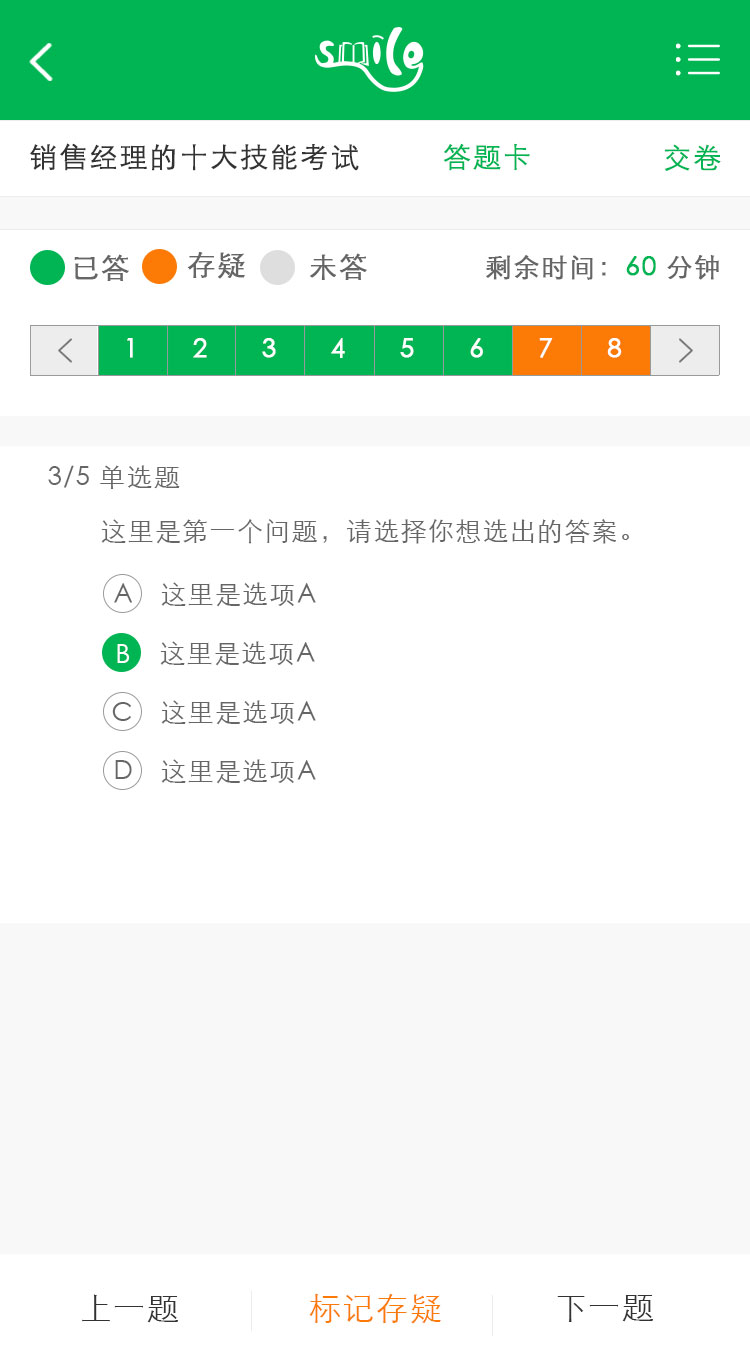 smile
销售经理的十大技能考试 答题卡 交卷
已答 存疑 未答 剩余时间：60 分钟
1 2 3 4 5 6 7 8
3/5 单选题
这里是第一个问题，请选择你想选出的答案。
A 这里是选项A
B 这里是选项A
C 这里是选项A
D 这里是选项A
上一题 标记存疑 下一题